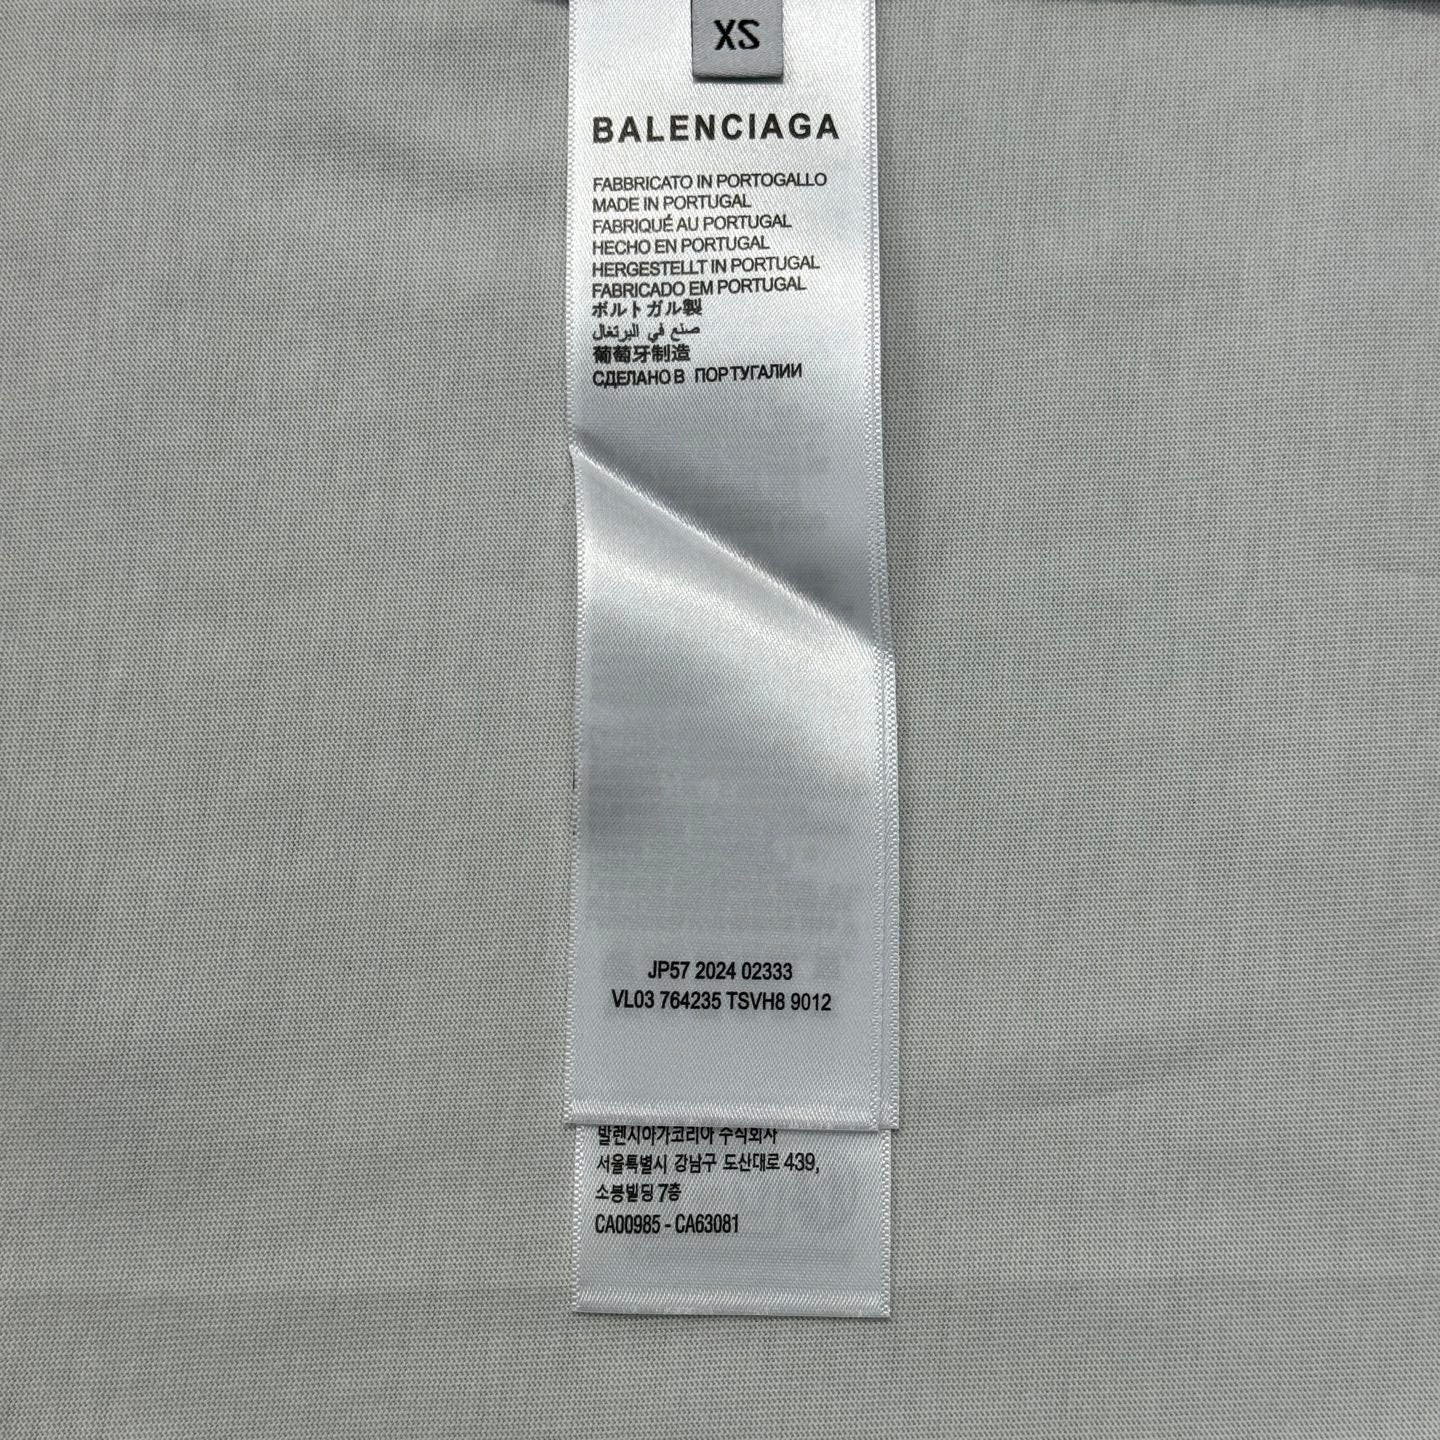 XS
BALENCIAGA
FABBRICATO IN PORTOGALLO
MADE IN PORTUGAL
FABRIQUÉ AU PORTUGAL
HECHO EN PORTUGAL
HERGESTELLT IN PORTUGAL
FABRICADO EM PORTUGAL
ポルトガル製
صنع في البرتغال
葡萄牙制造
СДЕЛАНО В ПОРТУГАЛИИ
JP57 2024 02333
VL03 764235 TSVH8 9012
발렌시아가코리아 주식회사
서울특별시 강남구 도산대로 439,
소봉빌딩 7층
CA00985 - CA63081